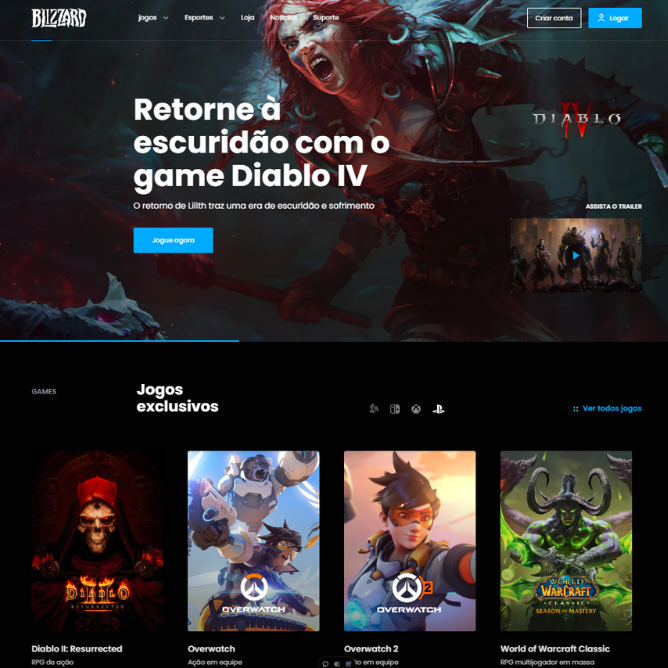 BLIZZARD
jogos
Esportes
Loja
Notícias
Suporte
Criar conta
Logar
Retorne à
escuridão com o
game Diablo IV
O retorno de Lilith traz uma era de escuridão e sofrimento
Jogue agora
DIABLO
IV
ASSISTA O TRAILER
GAMES
Jogos
exclusivos
Ver todos jogos
DIABLO
II
RESURRECTED
OVERWATCH
OVERWATCH
2
WORLD
OF
WARCRAFT
CLASSIC
SEASON OF MASTERY
Diablo II: Resurrected
Overwatch
Overwatch 2
World of Warcraft Classic
RPG de ação
Ação em equipe
em equipe
RPG multijogador em massa